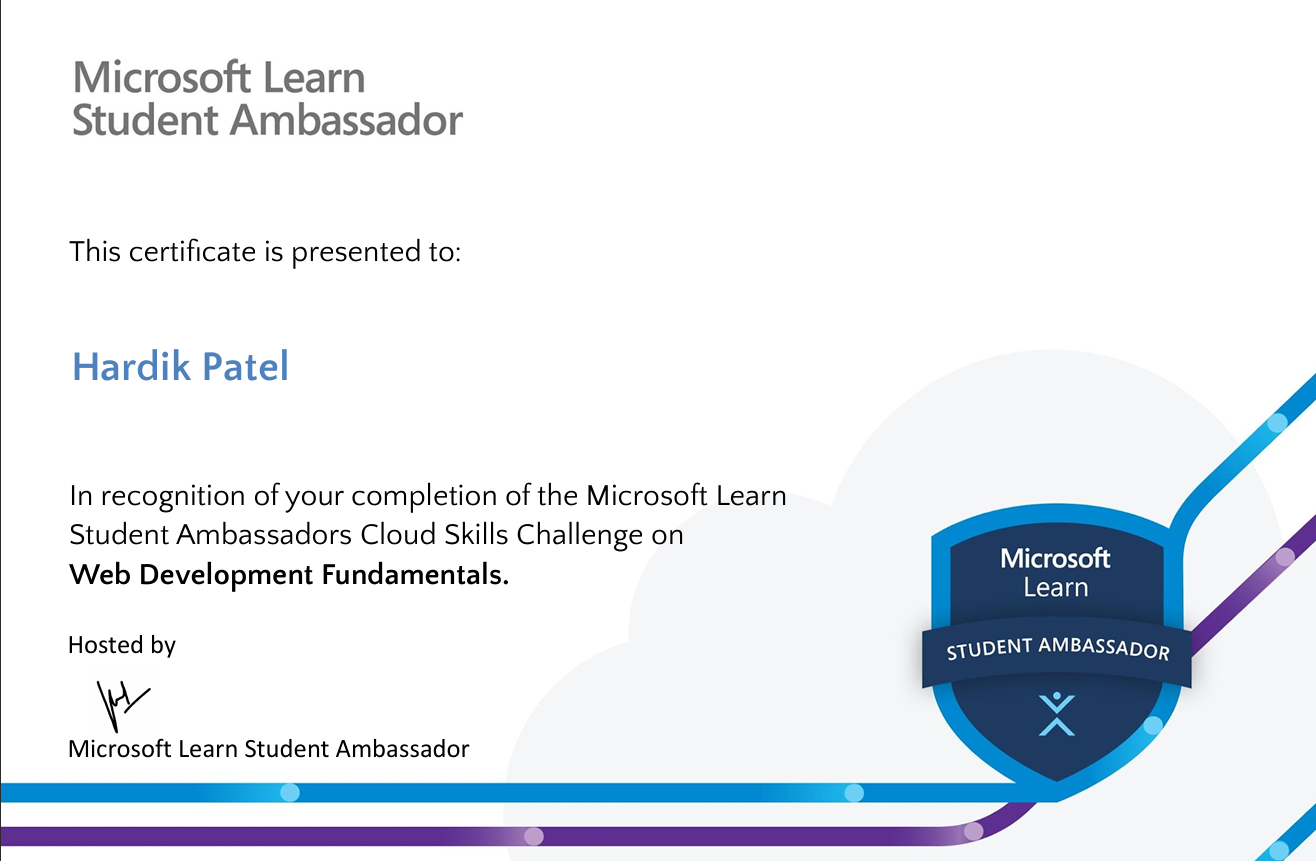 Microsoft Learn
Student Ambassador
This certificate is presented to:
Hardik Patel
In recognition of your completion of the Microsoft Learn
Student Ambassadors Cloud Skills Challenge on
Web Development Fundamentals.
Hosted by
Microsoft Learn Student Ambassador
Microsoft
Learn
STUDENT AMBASSADOR